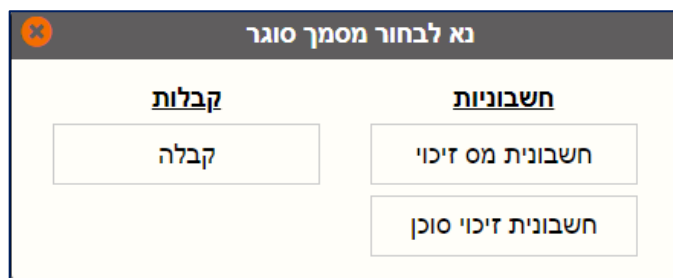 נא לבחור מסמך סוגר
חשבוניות
קבלות
חשבונית מס זיכוי
קבלה
חשבונית זיכוי סוכן